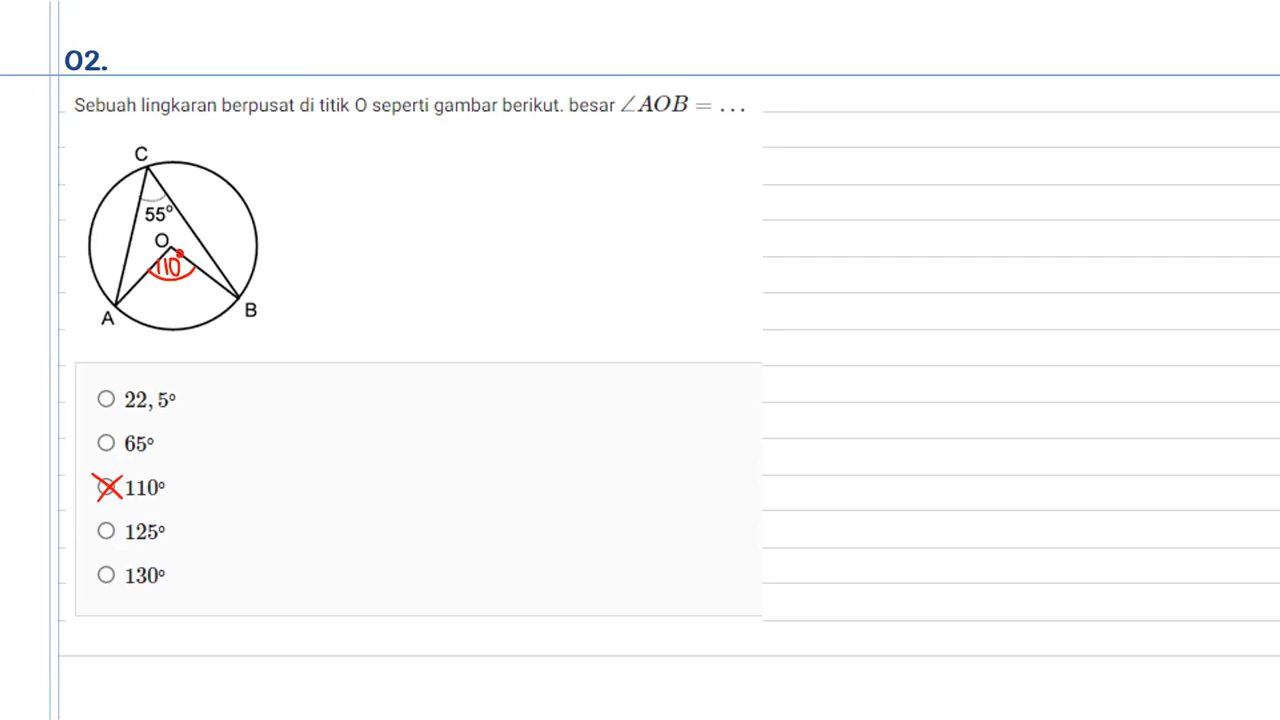 02.
Sebuah lingkaran berpusat di titik O seperti gambar berikut. besar ∠AOB = ...
C
55°
O
110
A
B
22,5°
65°
110°
125°
130°